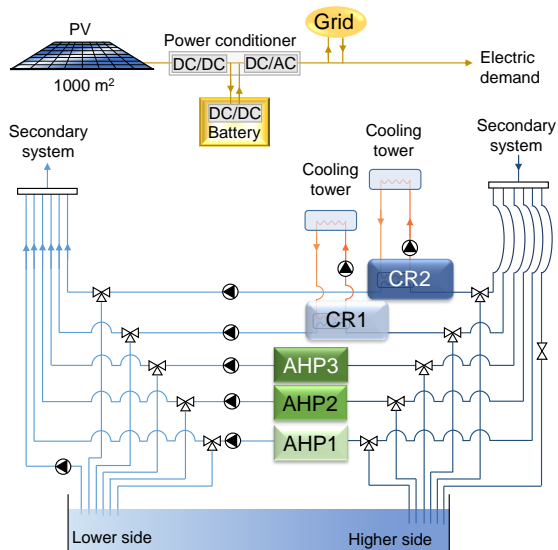 PV
Grid
Power conditioner
DC/DC
DC/AC
1000 m²
Electric
demand
DC/DC
Battery
Secondary
system
Cooling
tower
Cooling
tower
Secondary
system
CR2
CR1
AHP3
AHP2
AHP1
Lower side
Higher side